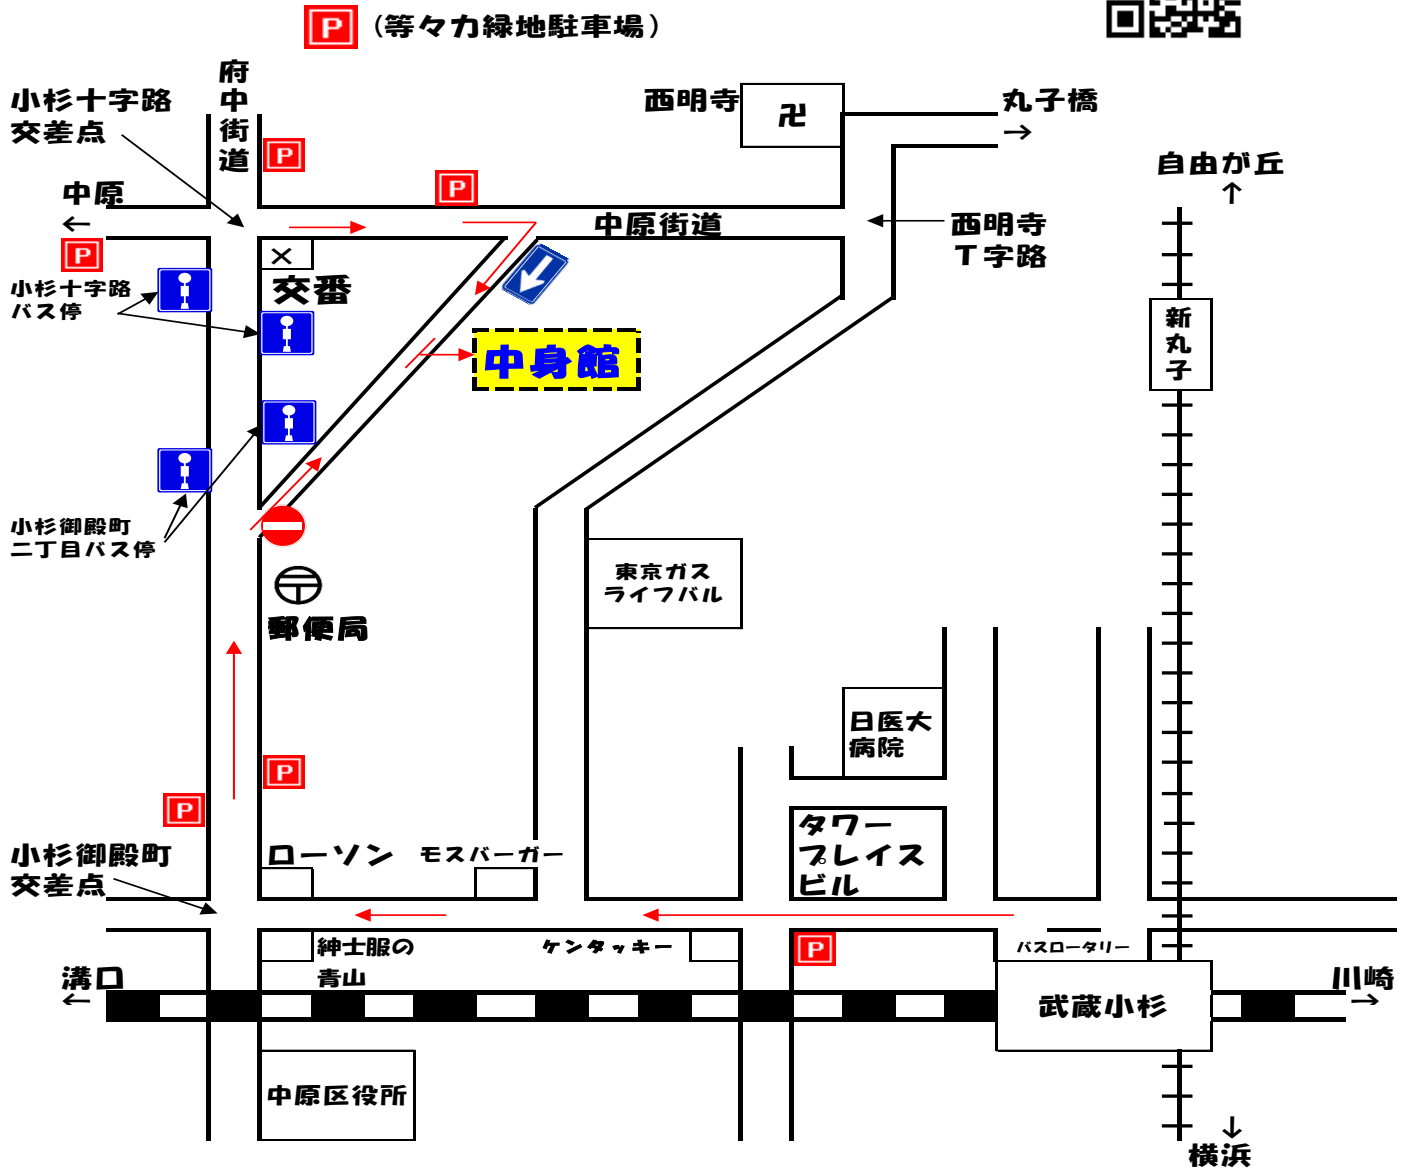 P (等々力緑地駐車場)
府中街道
小杉十字路
交差点
西明寺
卍
丸子橋
→
自由が丘
↑
P
P
中原
←
中原街道
西明寺
T字路
P
小杉十字路
バス停
×
交番
中身館
新丸子
小杉御殿町
二丁目バス停
東京ガス
ライフバル
〒
郵便局
日医大
病院
P
P
タワー
プレイス
ビル
小杉御殿町
交差点
ローソン
モスバーガー
紳士服の
青山
ケンタッキー
P
バスロータリー
溝口
←
武蔵小杉
川崎
→
中原区役所
↓
横浜